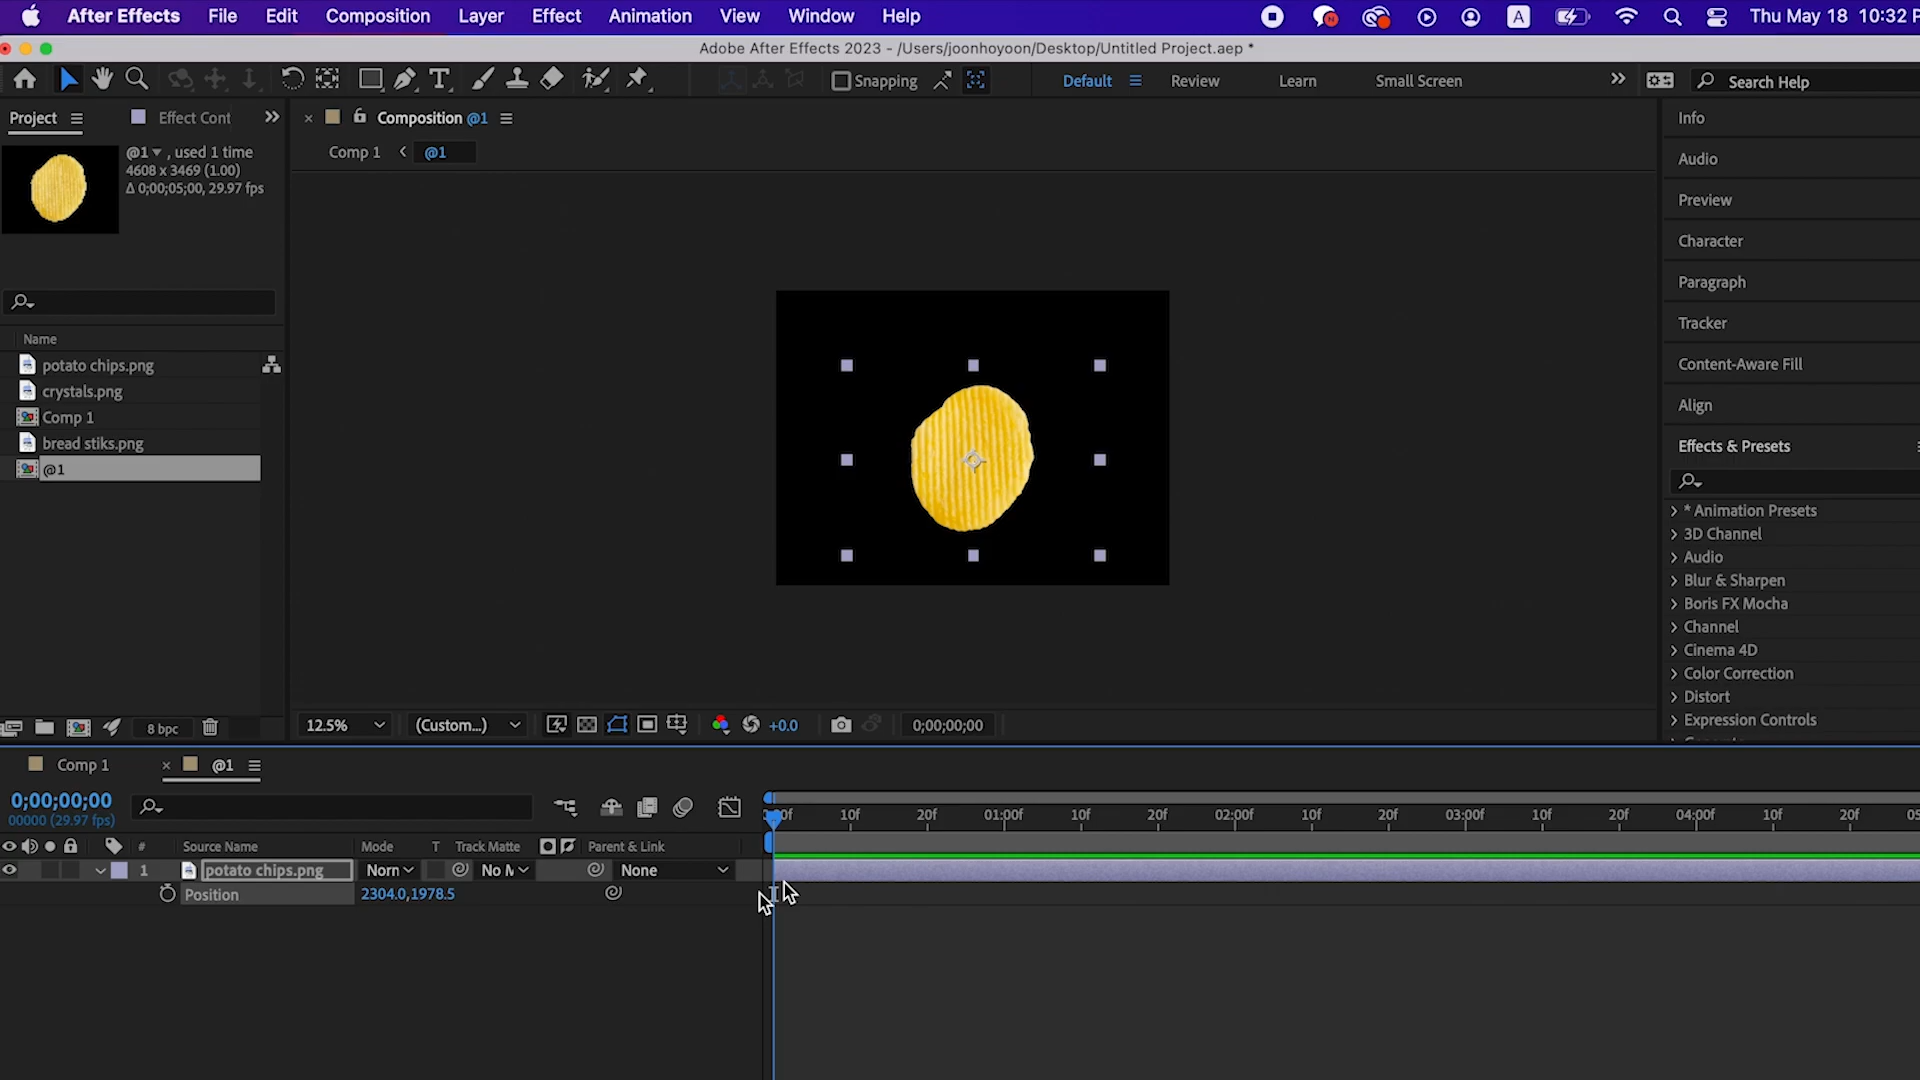 After Effects File Edit Composition Layer Effect Animation View Window Help A Thu May 18 10:32
Adobe After Effects 2023 - /Users/joonhoyoon/Desktop/Untitled Project.aep *
Snapping Default Review Learn Small Screen Search Help
Project Effect Cont
Composition @1
Comp 1 @1
@1 , used 1 time
4608 x 3469 (1.00)
Δ 0;00;05;00, 29.97 fps
Name
potato chips.png
crystals.png
Comp 1
bread stiks.png
@1
8 bpc
12.5% (Custom...) +0.0 0;00;00;00
Info
Audio
Preview
Character
Paragraph
Tracker
Content-Aware Fill
Align
Effects & Presets
* Animation Presets
3D Channel
Audio
Blur & Sharpen
Boris FX Mocha
Channel
Cinema 4D
Color Correction
Distort
Expression Controls
Comp 1 @1
0;00;00;00
00000 (29.97 fps)
10f 20f 01:00f 10f 20f 02:00f 10f 20f 03:00f 10f 20f 04:00f 10f 20f 05
# Source Name Mode T Track Matte Parent & Link
1 potato chips.png Norn No M None
Position 2304.0,1978.5